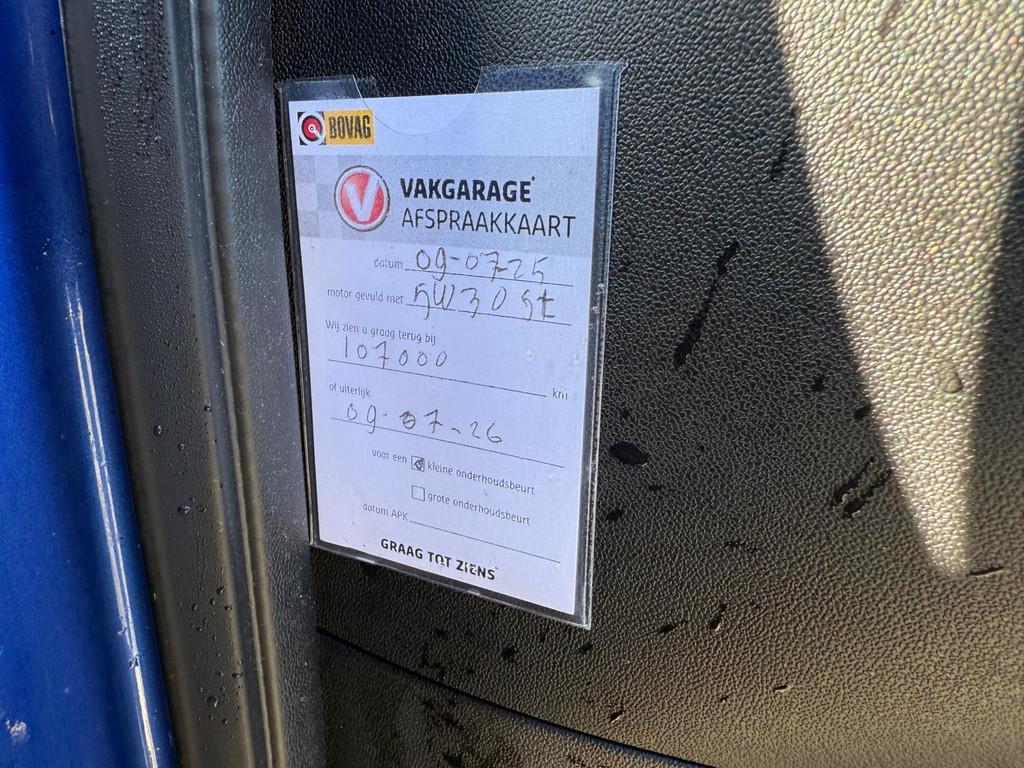 BOVAG
VAKGARAGE
AFSPRAAKKAART
datum 09-07-25
motor gevuld met 5W30 St
Wij zien u graag terug bij
107000 km
of uiterlijk
09-07-26
voor een kleine onderhoudsbeurt
grote onderhoudsbeurt
datum APK
GRAAG TOT ZIENS